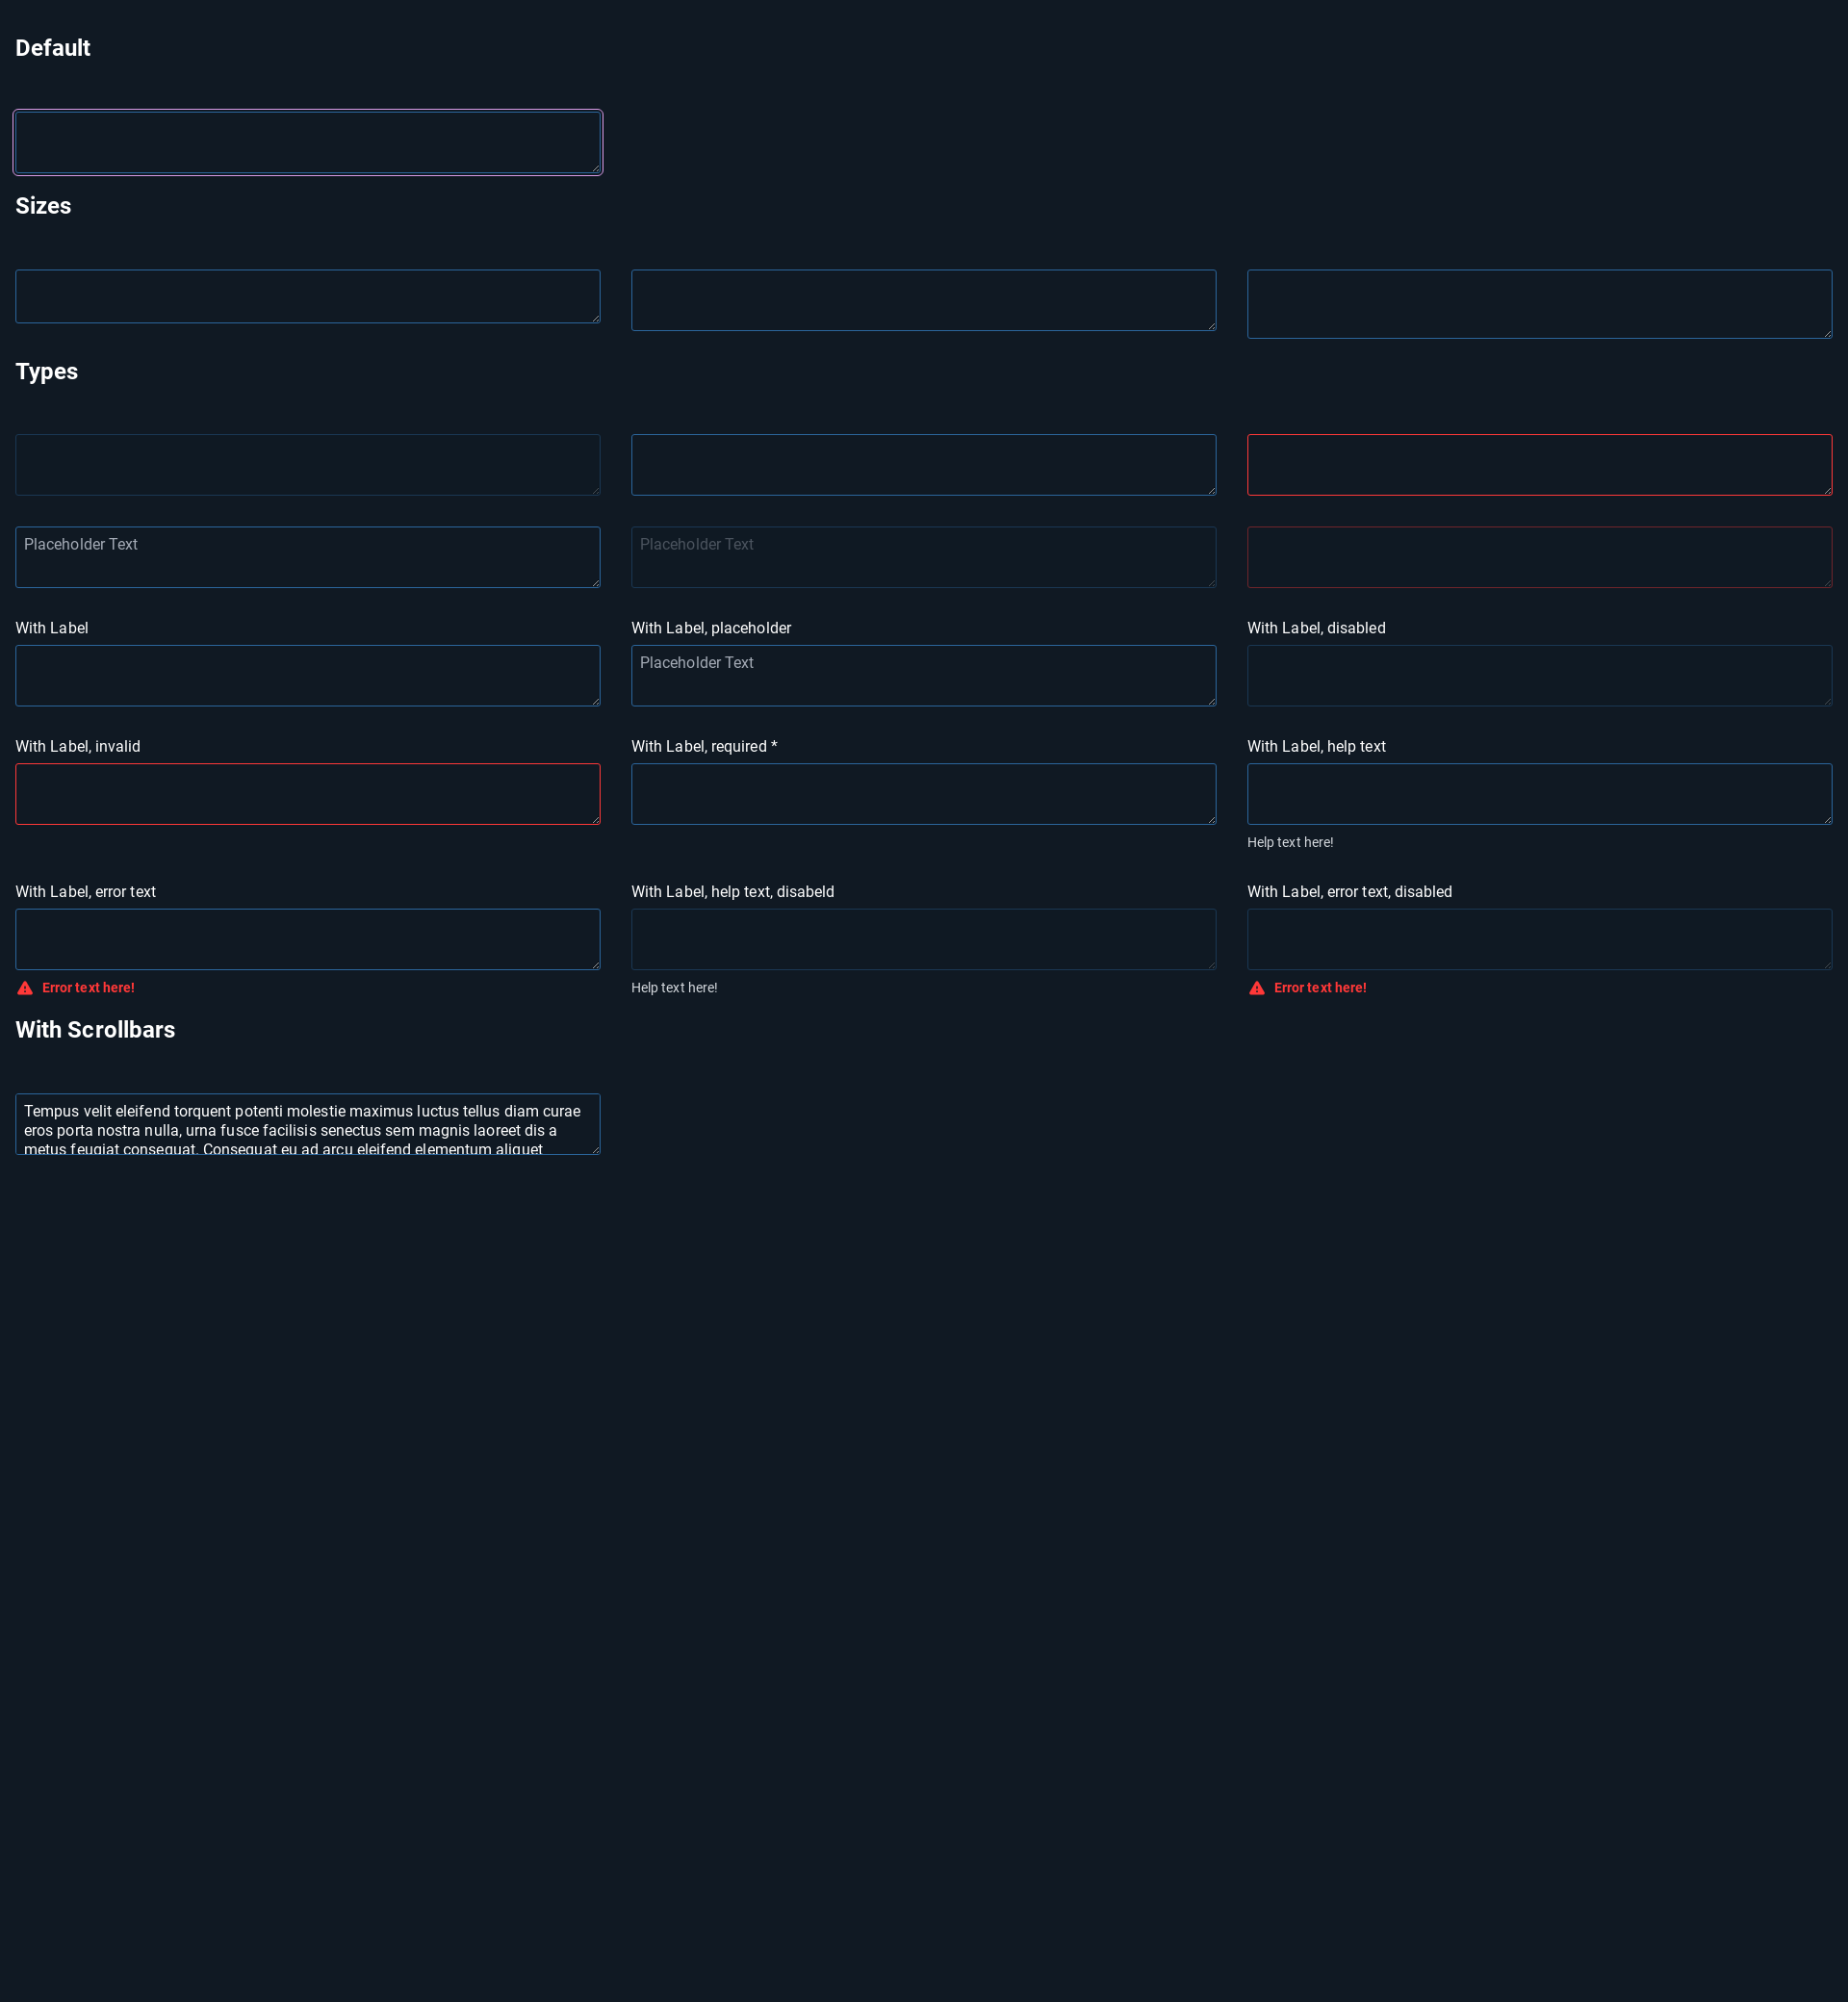 Default
Sizes
Types
Placeholder Text
Placeholder Text
With Label
With Label, placeholder
With Label, disabled
Placeholder Text
With Label, invalid
With Label, required *
With Label, help text
Help text here!
With Label, error text
With Label, help text, disabeld
With Label, error text, disabled
Error text here!
Help text here!
Error text here!
With Scrollbars
Tempus velit eleifend torquent potenti molestie maximus luctus tellus diam curae
eros porta nostra nulla, urna fusce facilisis senectus sem magnis laoreet dis a
metus feugiat consequat. Consequat eu ad arcu eleifend elementum aliquet